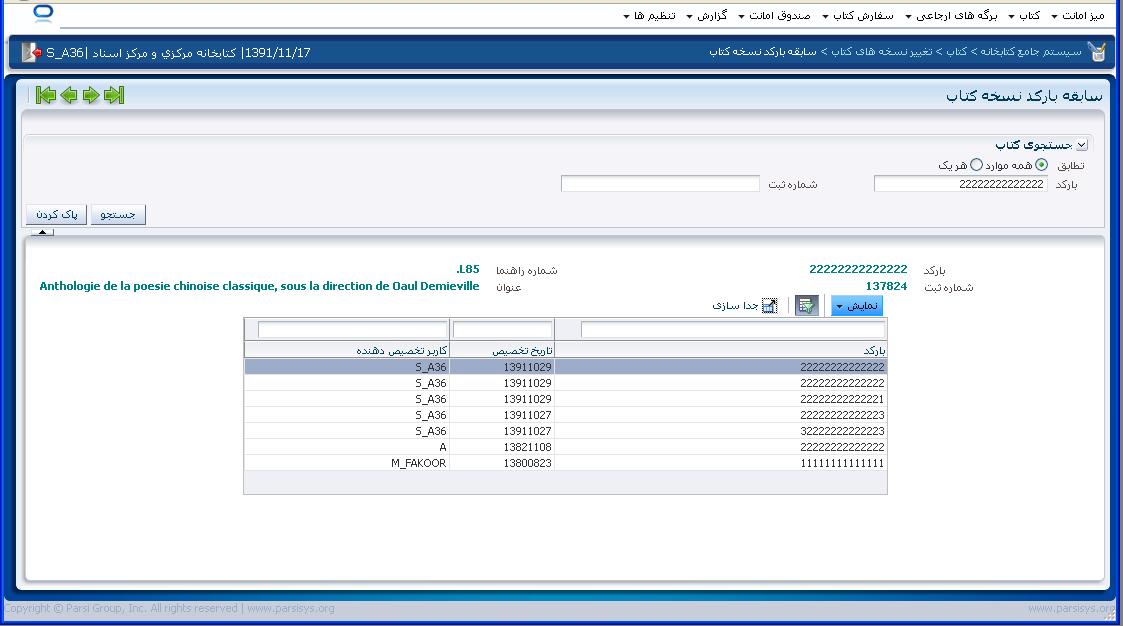 میز امانت کتاب برگه های ارجاعی سفارش کتاب صندوق امانت گزارش تنظیم ها
سیستم جامع کتابخانه > کتاب > تغییر نسخه های کتاب > سابقه بارکد نسخه کتاب
1391/11/17| کتابخانه مرکزي و مرکز اسناد |S_A36
سابقه بارکد نسخه کتاب
جستجوی کتاب
تطابق همه موارد هر یک
بارکد 22222222222222 شماره ثبت
جستجو پاک کردن
بارکد 22222222222222 شماره راهنما .L85
شماره ثبت 137824 عنوان Anthologie de la poesie chinoise classique, sous la direction de Oaul Demieville
نمایش جدا سازی
بارکد تاریخ تخصیص کاربر تخصیص دهنده
22222222222222 13911029 S_A36
22222222222222 13911029 S_A36
22222222222221 13911029 S_A36
22222222222223 13911027 S_A36
32222222222223 13911027 S_A36
22222222222222 13821108 A
11111111111111 13800823 M_FAKOOR
Copyright © Parsi Group, Inc. All rights reserved | www.parsisys.org
www.parsisys.org